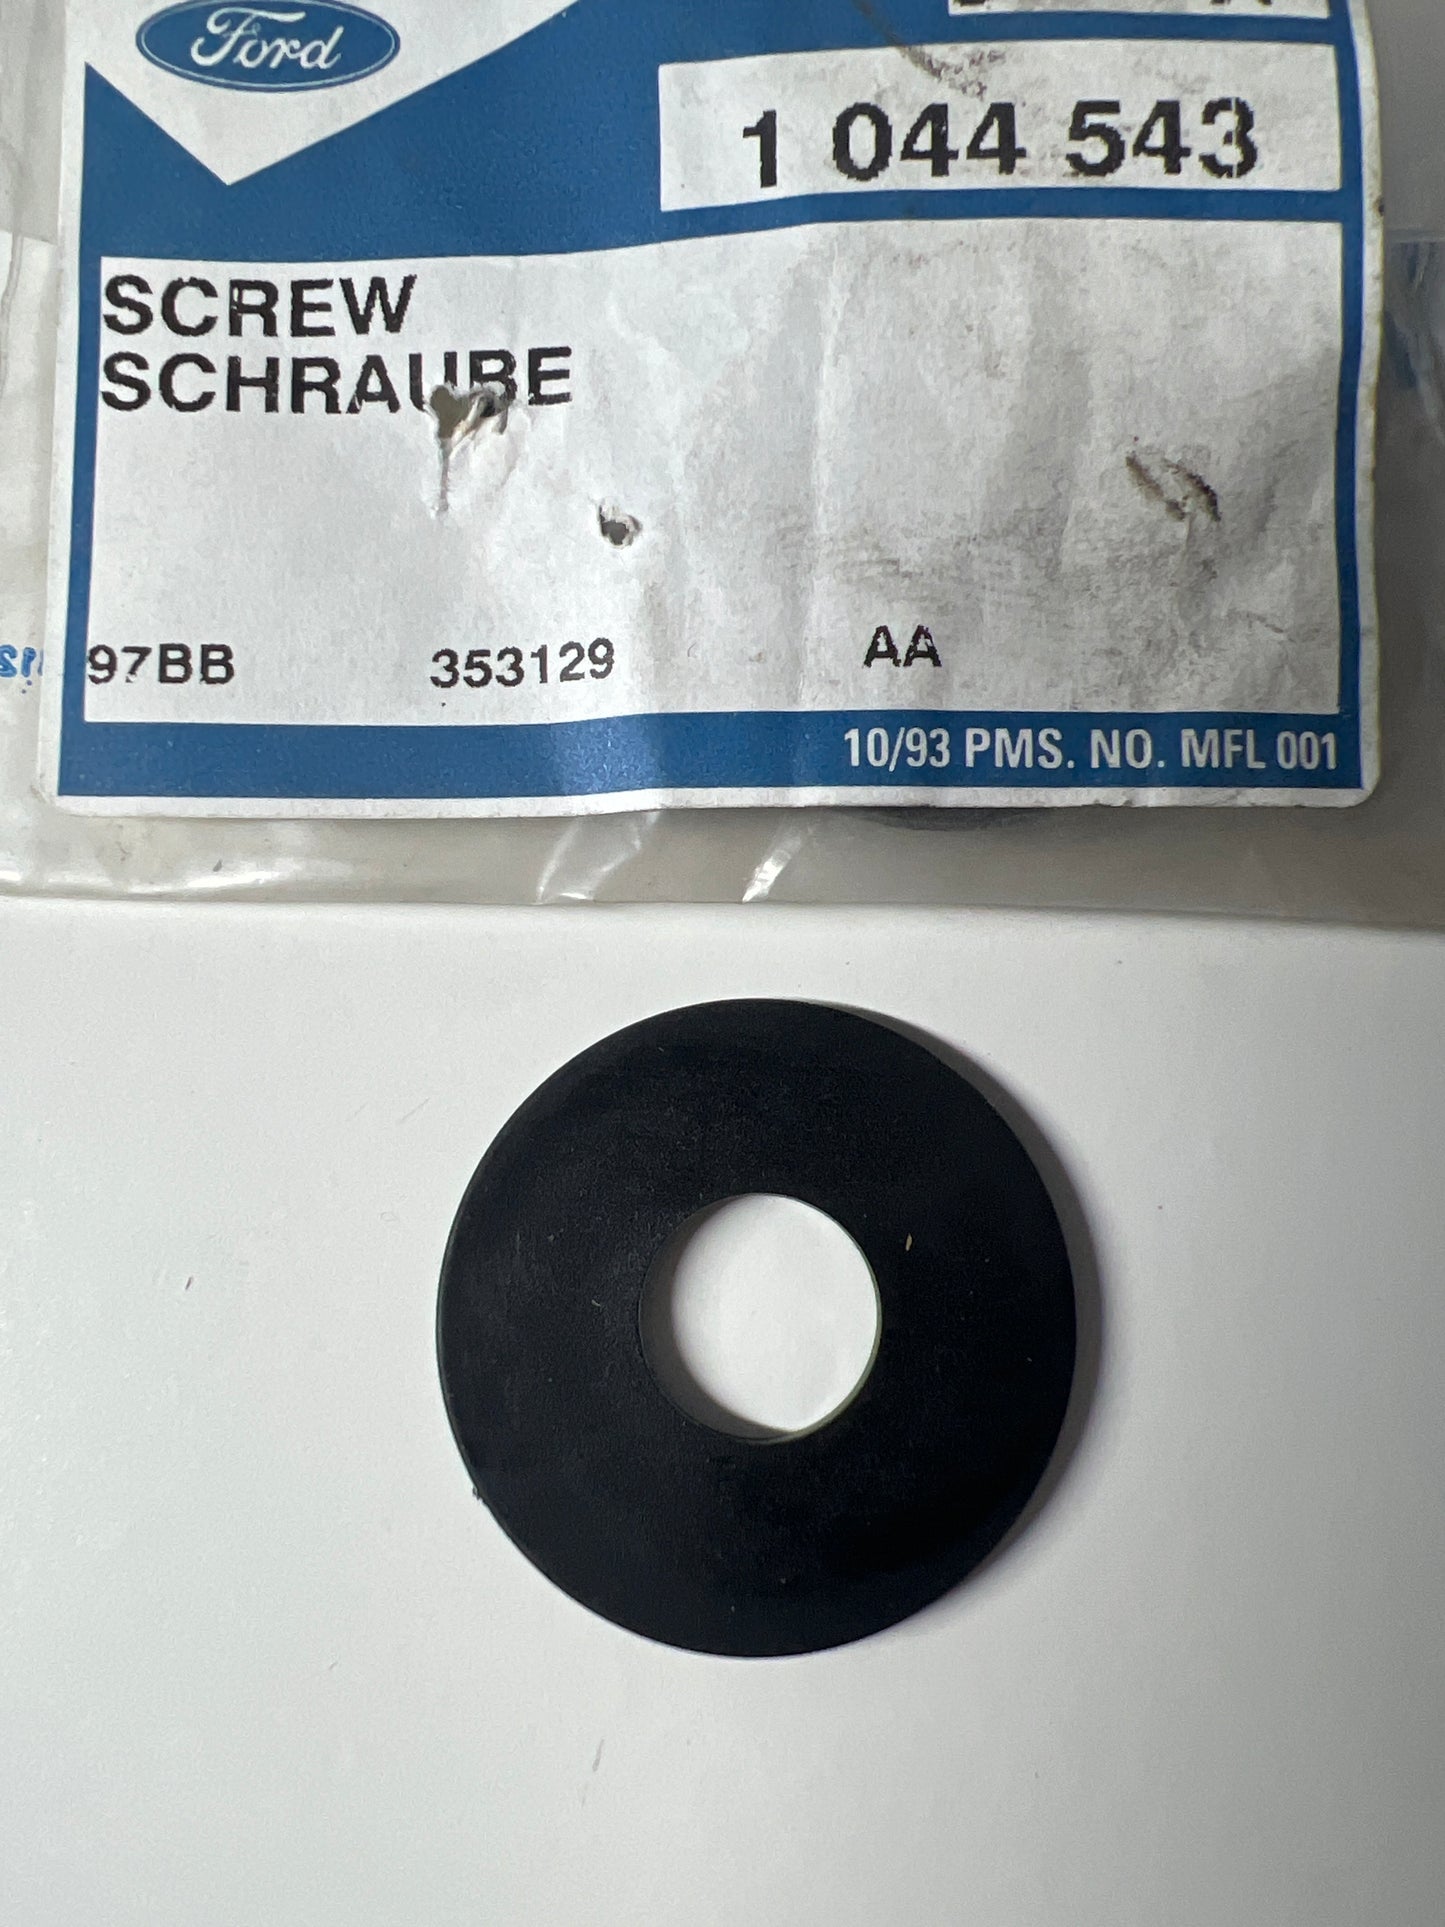 Ford
1 044 543
SCREW
SCHRAUBE
97BB 353129 AA
10/93 PMS. NO. MFL 001